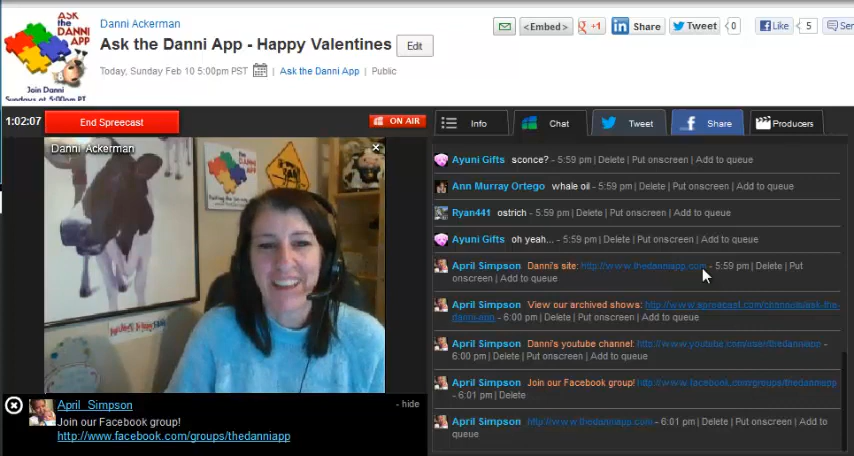 ASK
the
DANNI
APP
Join Danni
Sundays at 5:00pm PT
Danni Ackerman
Ask the Danni App - Happy Valentines
Edit
Today, Sunday Feb 10 5:00pm PST | Ask the Danni App | Public
<Embed>
+1
in Share
Tweet
0
Like
5
1:02:07
End Spreecast
ON AIR
Danni Ackerman
ASK
the
DANNI
APP
April Simpson
- hide
Join our Facebook group!
http://www.facebook.com/groups/thedanniapp
Info
Chat
Tweet
Share
Producers
Ayuni Gifts sconce? - 5:59 pm | Delete | Put onscreen | Add to queue
Ann Murray Ortego whale oil - 5:59 pm | Delete | Put onscreen | Add to queue
Ryan441 ostrich - 5:59 pm | Delete | Put onscreen | Add to queue
Ayuni Gifts oh yeah... - 5:59 pm | Delete | Put onscreen | Add to queue
April Simpson Danni's site: http://www.thedanniapp.com - 5:59 pm | Delete | Put
onscreen | Add to queue
April Simpson View our archived shows: http://www.spreecast.com/channels/ask-the-
danni-app - 6:00 pm | Delete | Put onscreen | Add to queue
April Simpson Danni's youtube channel: http://www.youtube.com/user/thedanniapp -
6:00 pm | Delete | Put onscreen | Add to queue
April Simpson Join our Facebook group! http://www.facebook.com/groups/thedanniapp
- 6:01 pm | Delete
April Simpson http://www.thedanniapp.com - 6:01 pm | Delete | Put onscreen | Add to
queue